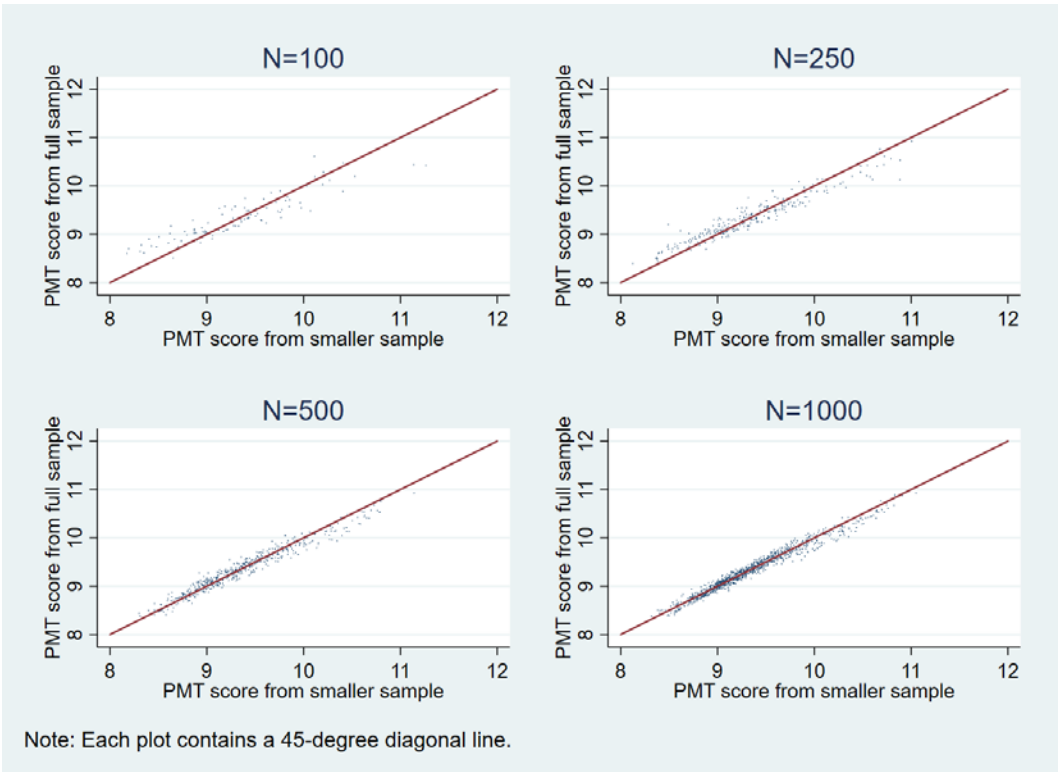 N=100
PMT score from full sample
12
11
10
9
8
8 9 10 11 12
PMT score from smaller sample
N=250
PMT score from full sample
12
11
10
9
8
8 9 10 11 12
PMT score from smaller sample
N=500
PMT score from full sample
12
11
10
9
8
8 9 10 11 12
PMT score from smaller sample
N=1000
PMT score from full sample
12
11
10
9
8
8 9 10 11 12
PMT score from smaller sample
Note: Each plot contains a 45-degree diagonal line.